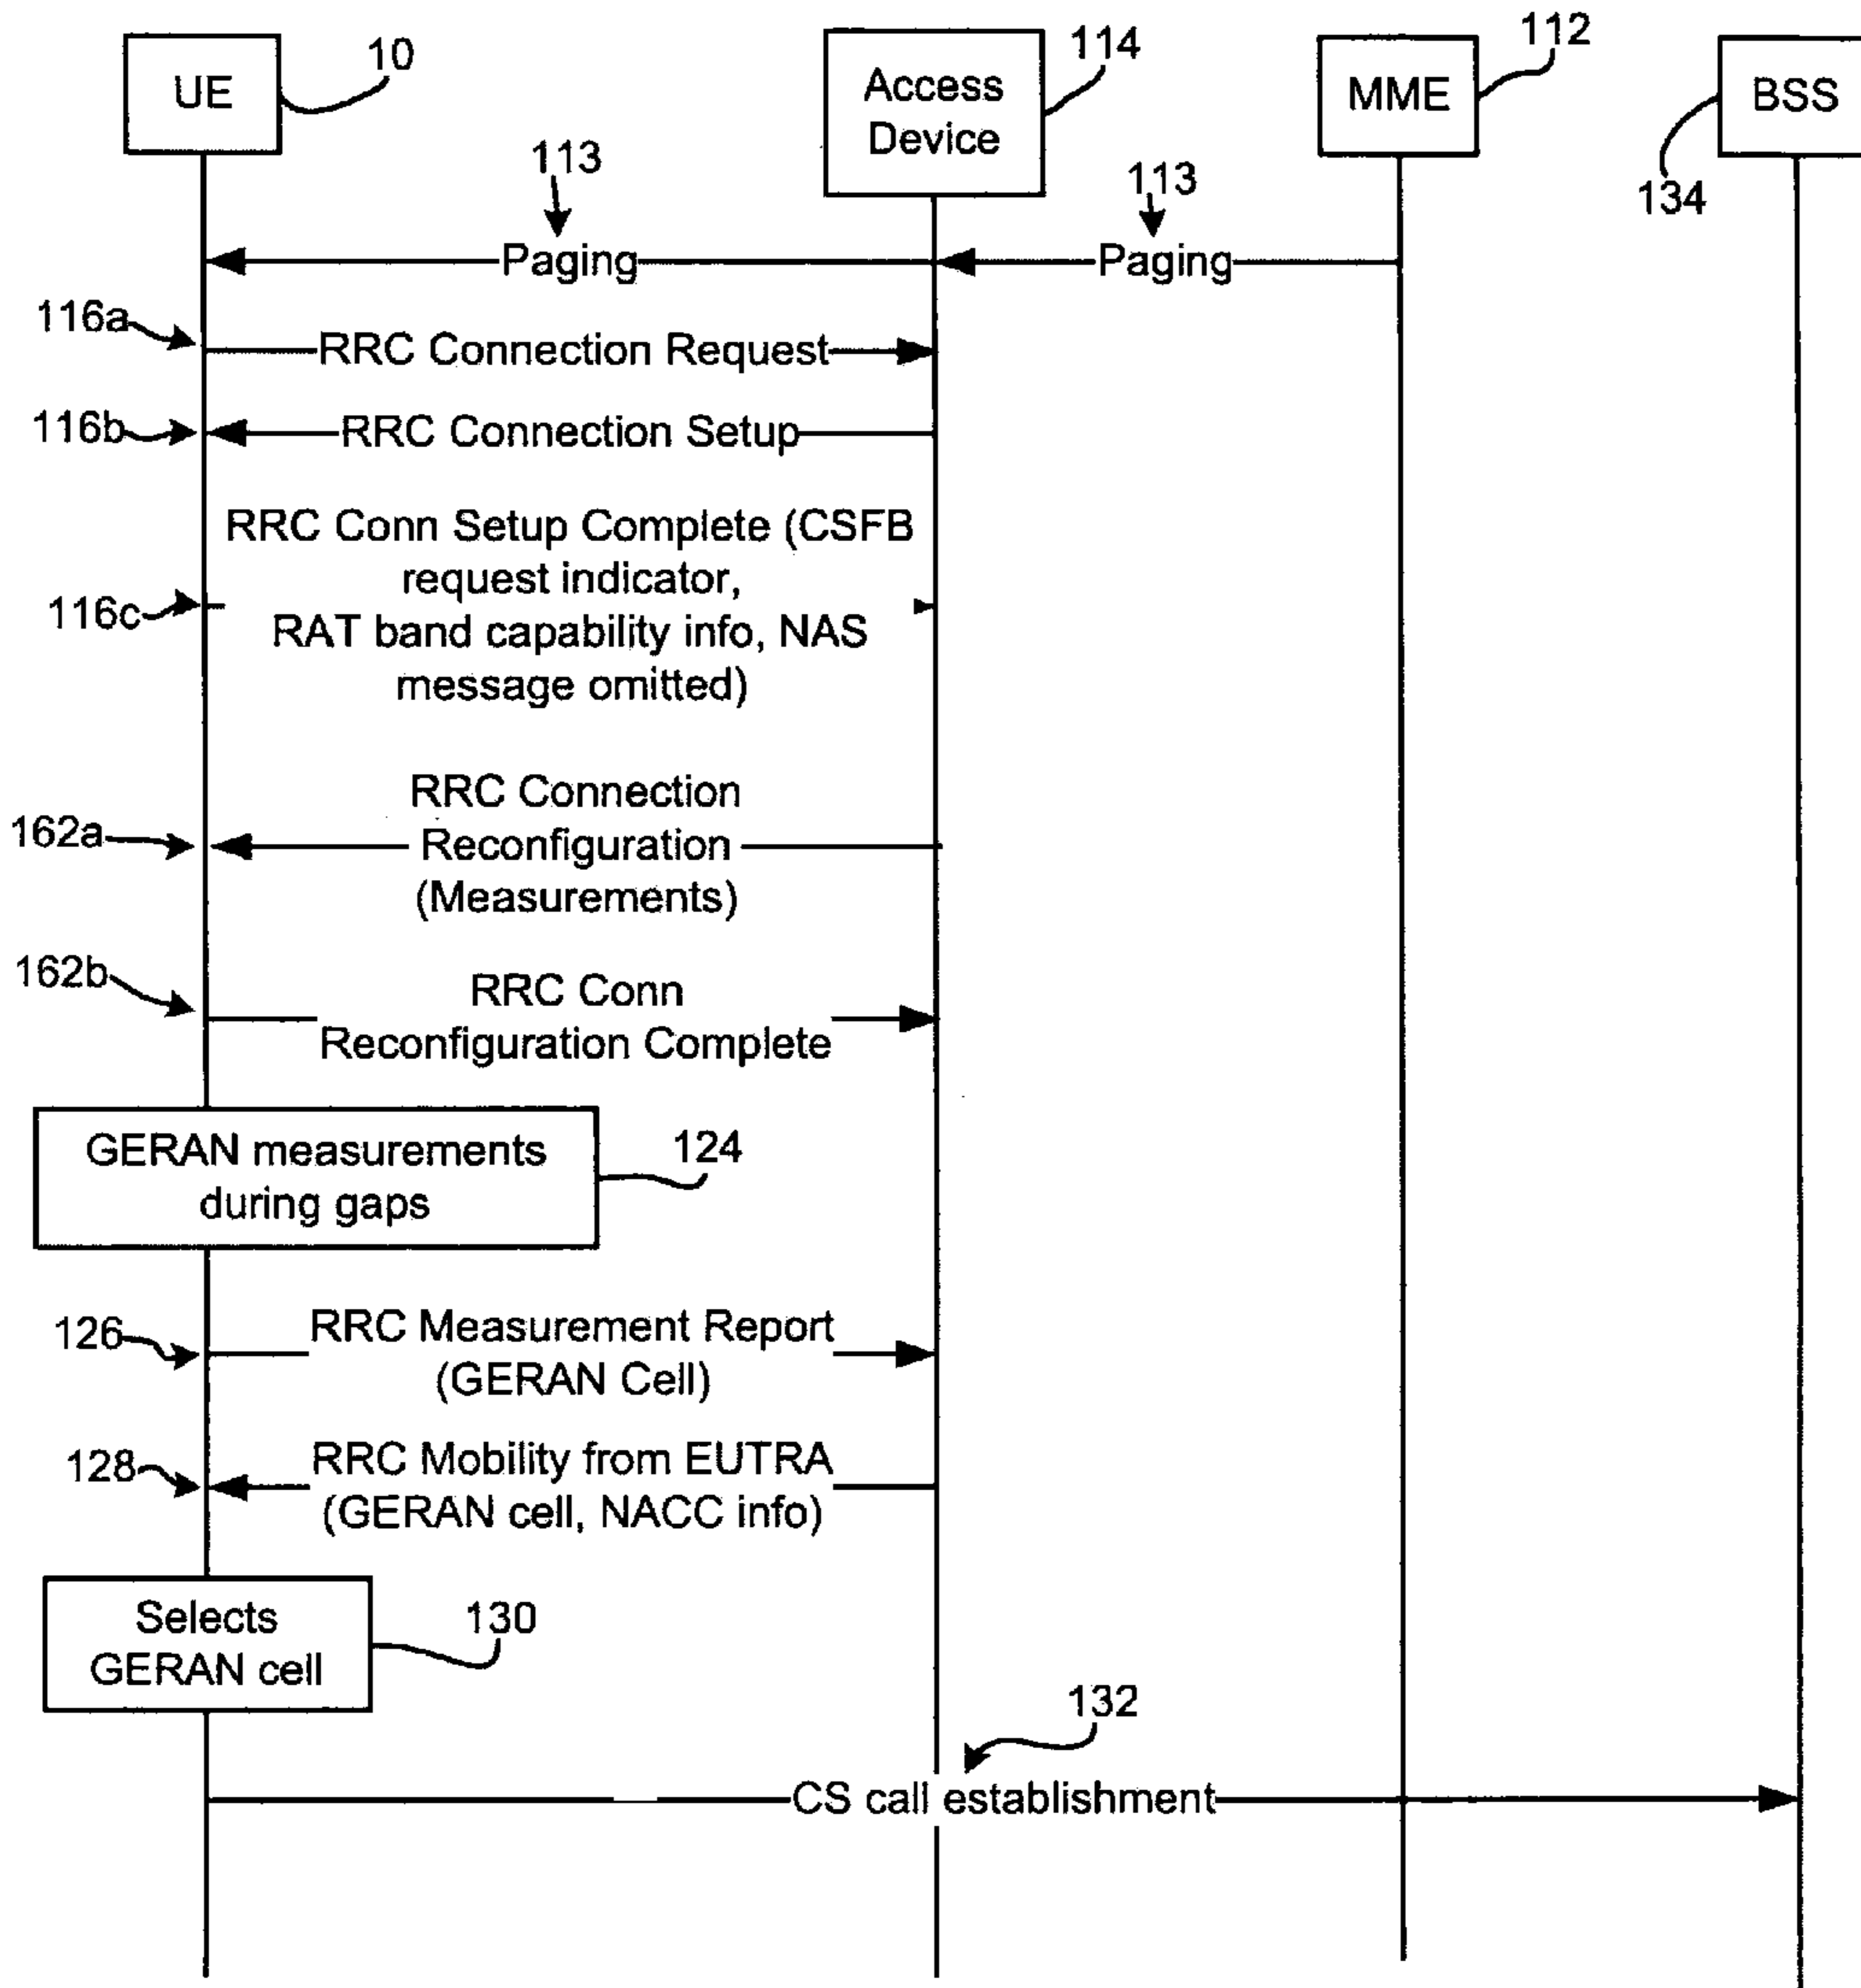 UE
10
Access
Device
114
MME
112
BSS
134
113
113
Paging
Paging
116a
RRC Connection Request
116b
RRC Connection Setup
RRC Conn Setup Complete (CSFB
request indicator,
116c
RAT band capability info, NAS
message omitted)
RRC Connection
162a
Reconfiguration
(Measurements)
162b
RRC Conn
Reconfiguration Complete
GERAN measurements
during gaps
124
126
RRC Measurement Report
(GERAN Cell)
128
RRC Mobility from EUTRA
(GERAN cell, NACC info)
Selects
GERAN cell
130
132
CS call establishment